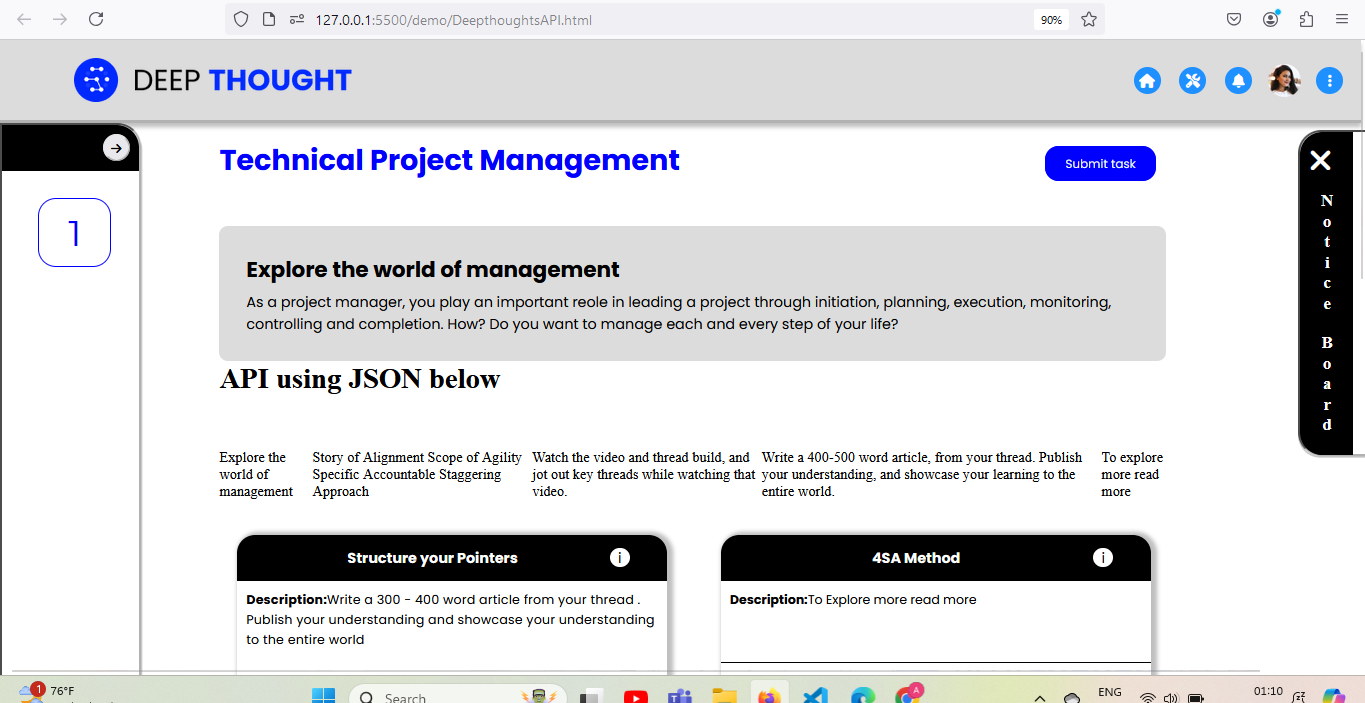 127.0.0.1:5500/demo/DeepthoughtsAPI.html
90%
DEEP THOUGHT
Technical Project Management
Submit task
1
Notice Board
Explore the world of management
As a project manager, you play an important reole in leading a project through initiation, planning, execution, monitoring,
controlling and completion. How? Do you want to manage each and every step of your life?
API using JSON below
Explore the
world of
management
Story of Alignment Scope of Agility
Specific Accountable Staggering
Approach
Watch the video and thread build, and
jot out key threads while watching that
video.
Write a 400-500 word article, from your thread. Publish
your understanding, and showcase your learning to the
entire world.
To explore
more read
more
Structure your Pointers
i
Description:Write a 300 - 400 word article from your thread .
Publish your understanding and showcase your understanding
to the entire world
4SA Method
i
Description:To Explore more read more
1
76°F
Search
A
ENG
01:10